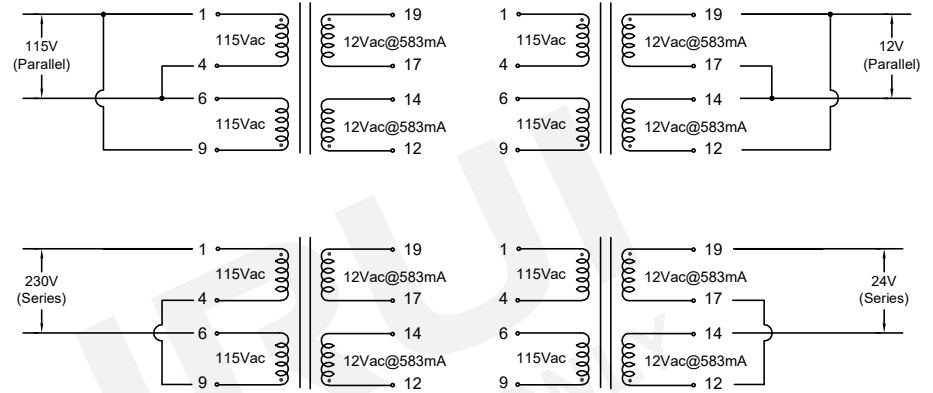 1
19
115V
(Parallel)
115Vac
12Vac@583mA
4
17
6
14
115Vac
12Vac@583mA
9
12
1
19
115Vac
12Vac@583mA
12V
(Parallel)
4
17
6
14
115Vac
12Vac@583mA
9
12
1
19
230V
(Series)
115Vac
12Vac@583mA
4
17
6
14
115Vac
12Vac@583mA
9
12
1
19
115Vac
12Vac@583mA
24V
(Series)
4
17
6
14
115Vac
12Vac@583mA
9
12